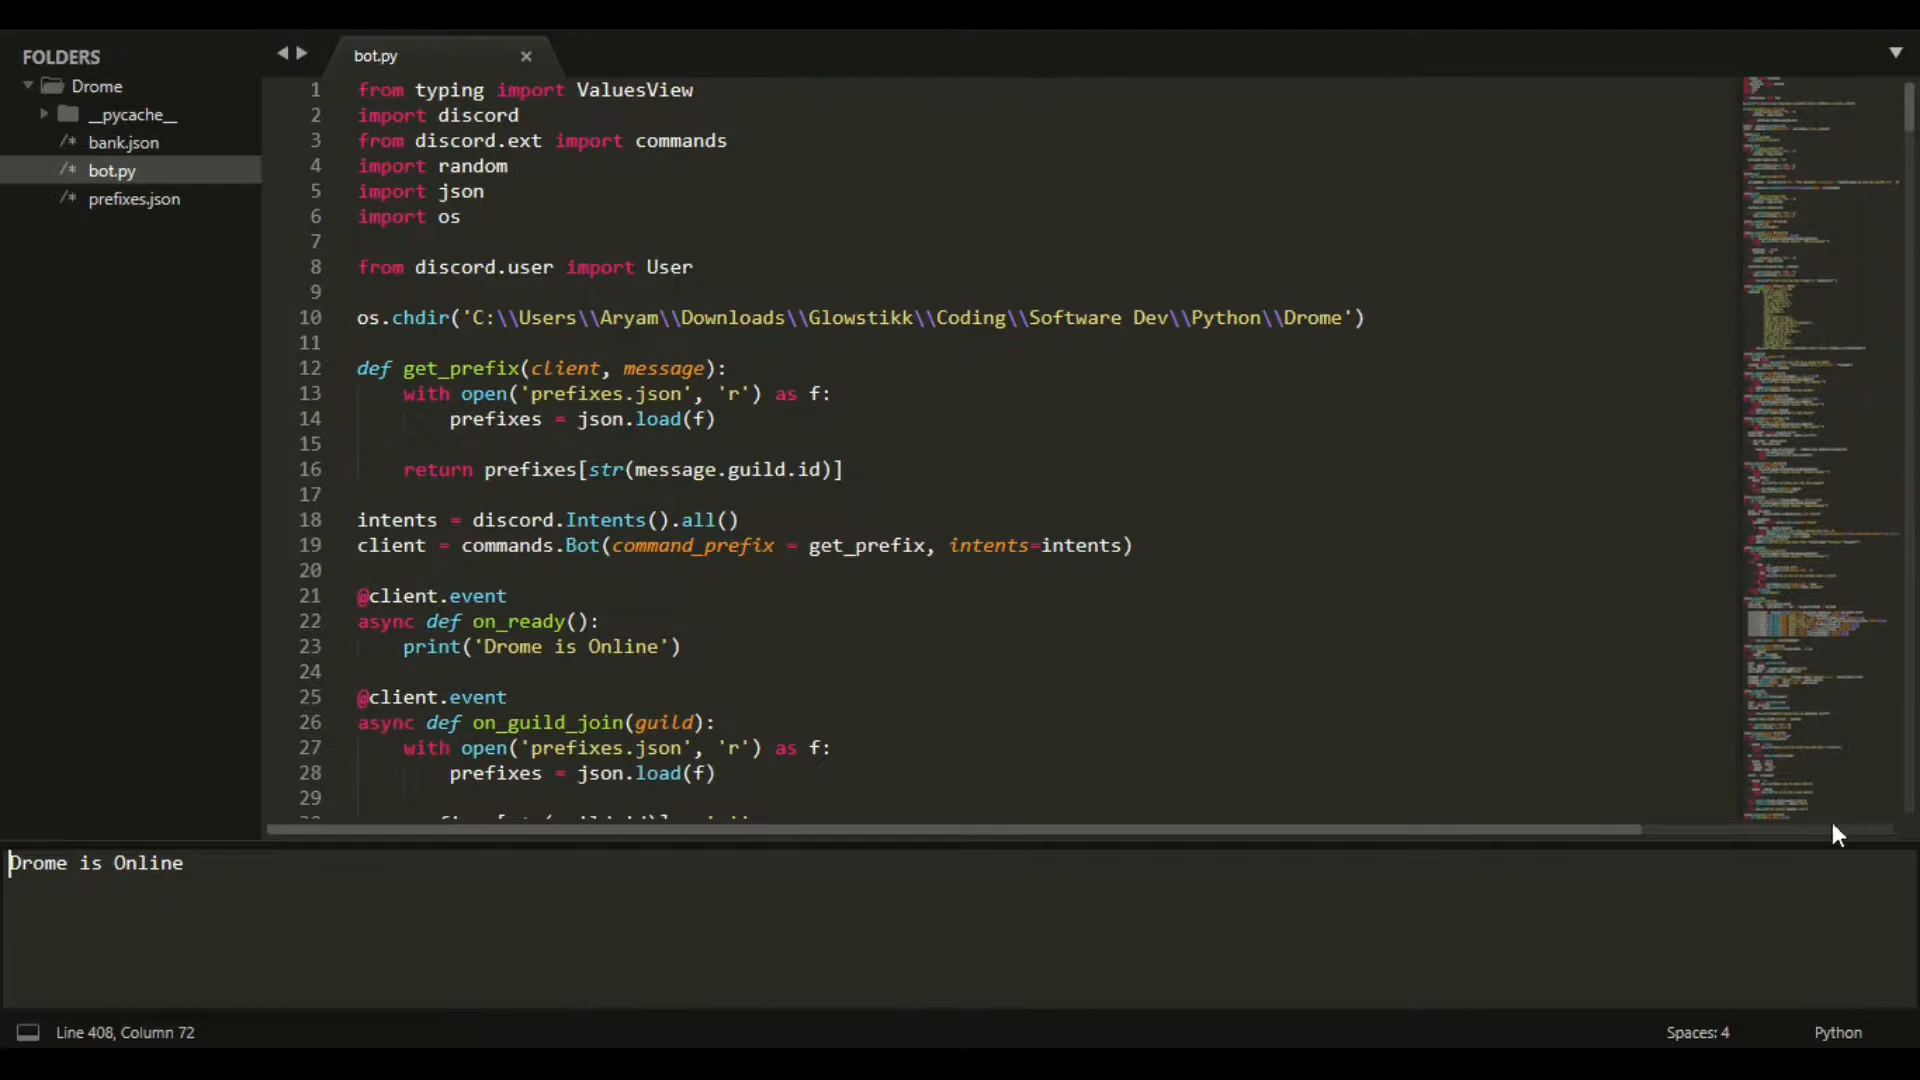 FOLDERS
Drome
__pycache__
/* bank.json
/* bot.py
/* prefixes.json
bot.py ×
1 from typing import ValuesView
2 import discord
3 from discord.ext import commands
4 import random
5 import json
6 import os
7
8 from discord.user import User
9
10 os.chdir('C:\\Users\\Aryam\\Downloads\\Glowstikk\\Coding\\Software Dev\\Python\\Drome')
11
12 def get_prefix(client, message):
13     with open('prefixes.json', 'r') as f:
14         prefixes = json.load(f)
15
16     return prefixes[str(message.guild.id)]
17
18 intents = discord.Intents().all()
19 client = commands.Bot(command_prefix = get_prefix, intents=intents)
20
21 @client.event
22 async def on_ready():
23     print('Drome is Online')
24
25 @client.event
26 async def on_guild_join(guild):
27     with open('prefixes.json', 'r') as f:
28         prefixes = json.load(f)
29
Drome is Online
Line 408, Column 72
Spaces: 4
Python